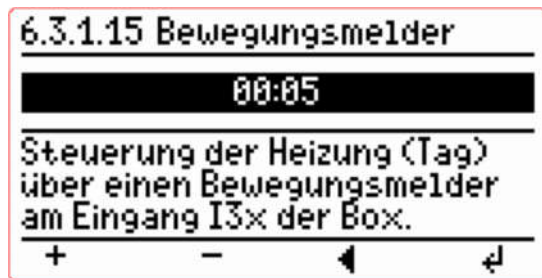 6.3.1.15 Bewegungsmelder
00:05
Steuerung der Heizung (Tag)
über einen Bewegungsmelder
am Eingang I3x der Box.
+ − ◀ ↲